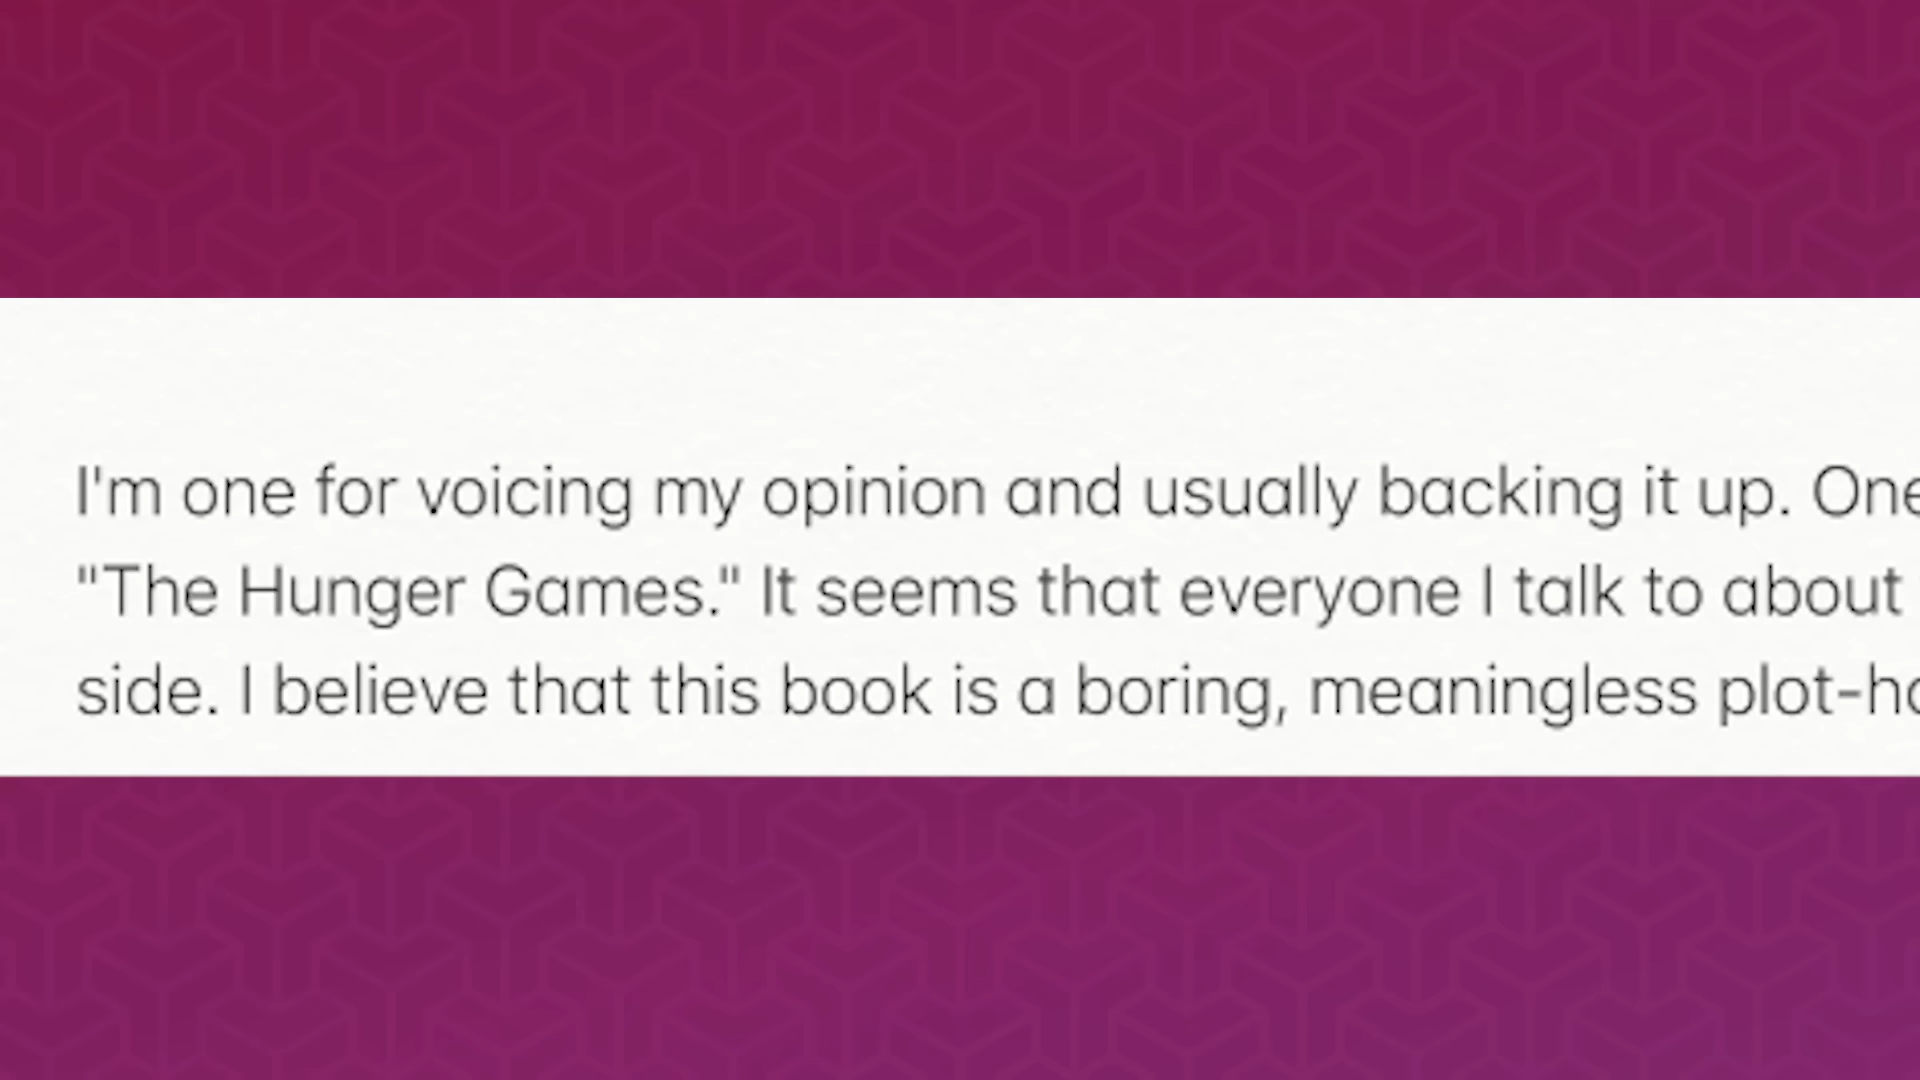 I'm one for voicing my opinion and usually backing it up. One
"The Hunger Games." It seems that everyone I talk to about
side. I believe that this book is a boring, meaningless plot-